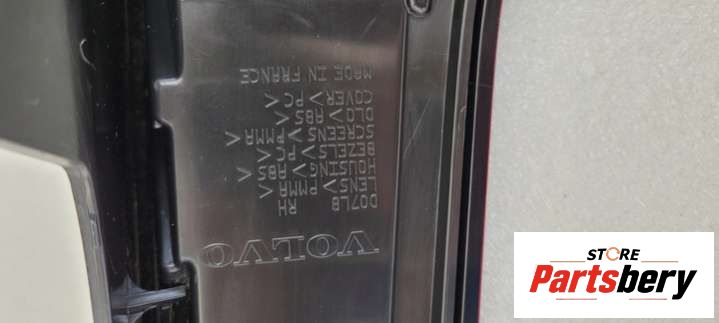 VOLVO
D07LB RH
LENS >PMMA<
HOUSING >ABS<
BEZELS >PC<
SCREENS >PMMA<
DLO >ABS<
COVER >PC<
MADE IN FRANCE
STORE
Partsbery